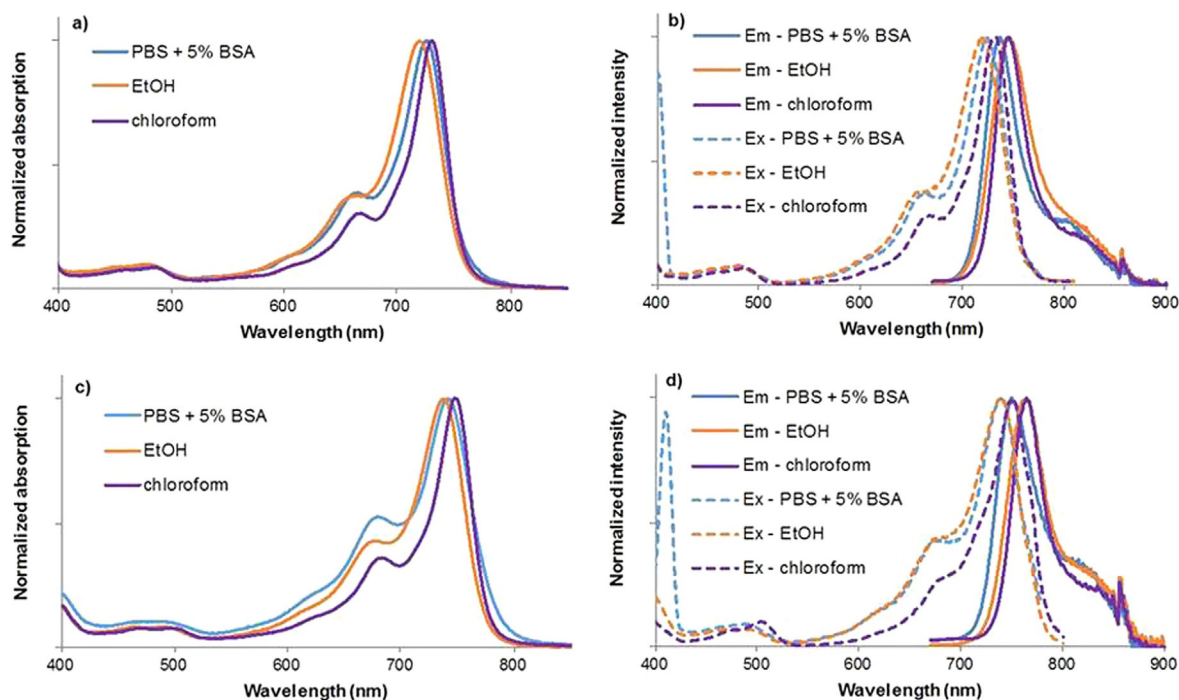 a)
PBS + 5% BSA
EtOH
chloroform
Normalized absorption
400 500 600 700 800
Wavelength (nm)
b)
Em - PBS + 5% BSA
Em - EtOH
Em - chloroform
Ex - PBS + 5% BSA
Ex - EtOH
Ex - chloroform
Normalized intensity
400 500 600 700 800 900
Wavelength (nm)
c)
PBS + 5% BSA
EtOH
chloroform
Normalized absorption
400 500 600 700 800
Wavelength (nm)
d)
Em - PBS + 5% BSA
Em - EtOH
Em - chloroform
Ex - PBS + 5% BSA
Ex - EtOH
Ex - chloroform
Normalized intensity
400 500 600 700 800 900
Wavelength (nm)